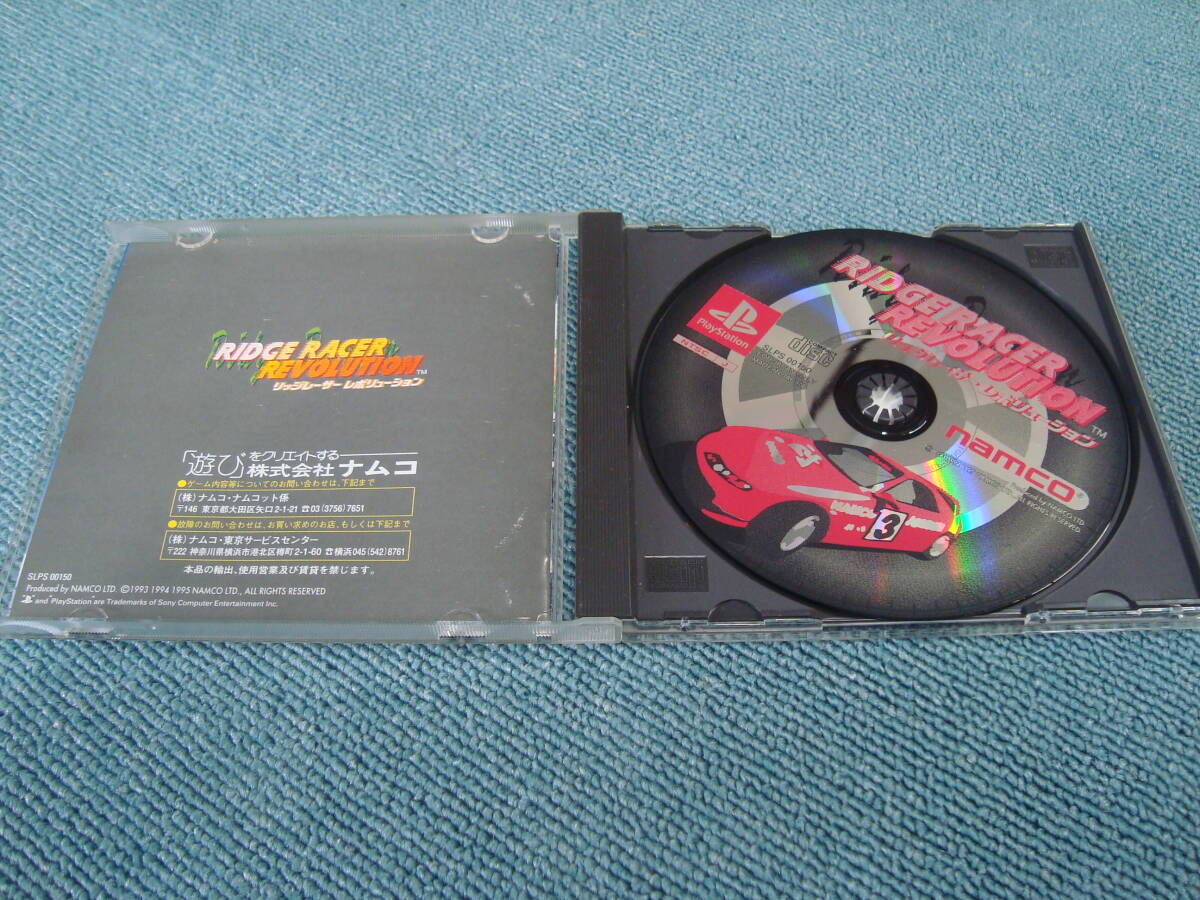 RIDGE RACER
REVOLUTION™
リッジレーサー レボリューション
「遊び」をクリエイトする
株式会社 ナムコ
●ゲーム内容等についてのお問い合わせは、下記まで
(株)ナムコ・ナムコット係
〒146 東京都大田区矢口2-1-21 ☎03(3756)7651
●故障のお問い合せは、お買い求めのお店、もしくは下記まで
(株)ナムコ・東京サービスセンター
〒222 神奈川県横浜市港北区樽町2-1-60 ☎横浜045(542)8761
本品の輸出、使用営業及び賃貸を禁じます。
SLPS 00150
Produced by NAMCO LTD. ©1993 1994 1995 NAMCO LTD., ALL RIGHTS RESERVED
and "PlayStation" are Trademarks of Sony Computer Entertainment Inc.
RIDGE RACER
REVOLUTION™
リッジレーサー レボリューション
PlayStation
disc
SLPS 00150
namco
3